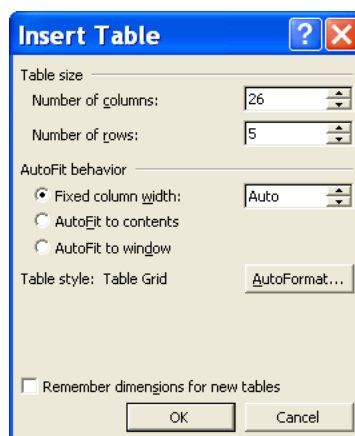 Insert Table ?
Table size
Number of columns: 26
Number of rows: 5
AutoFit behavior
Fixed column width: Auto
AutoFit to contents
AutoFit to window
Table style: Table Grid AutoFormat...
Remember dimensions for new tables
OK Cancel